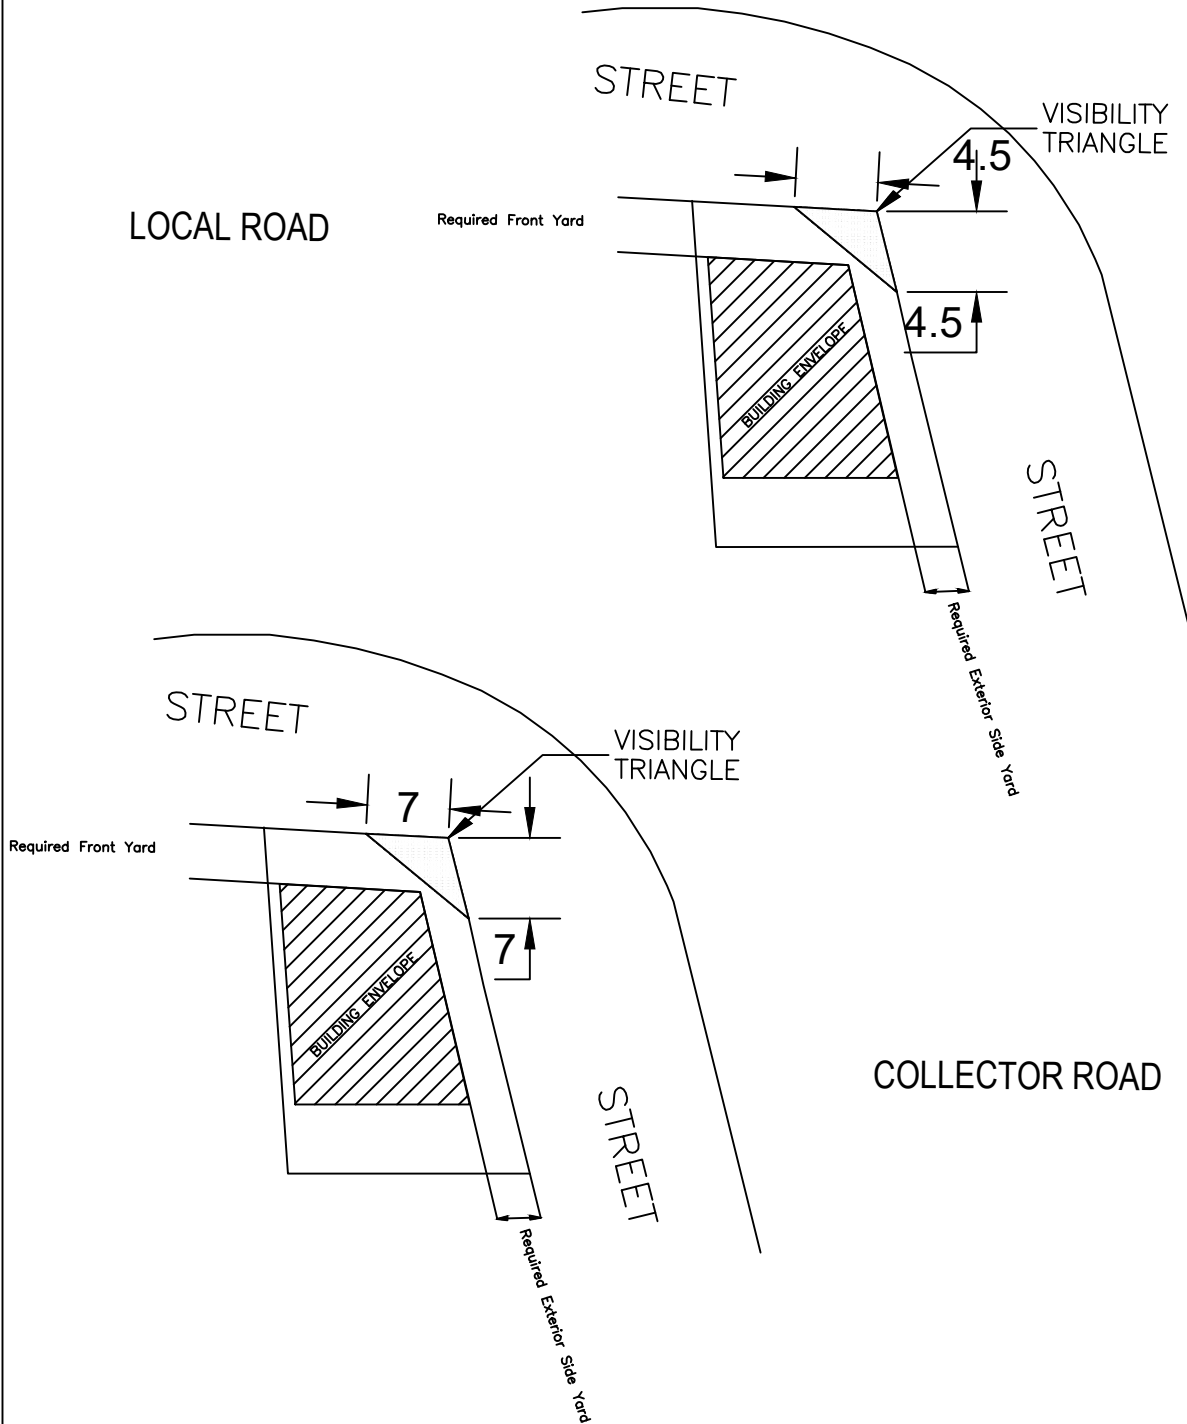 STREET
VISIBILITY
TRIANGLE
4.5
LOCAL ROAD
Required Front Yard
4.5
BUILDING ENVELOPE
STREET
Required Exterior Side Yard
STREET
VISIBILITY
TRIANGLE
7
Required Front Yard
7
BUILDING ENVELOPE
COLLECTOR ROAD
STREET
Required Exterior Side Yard